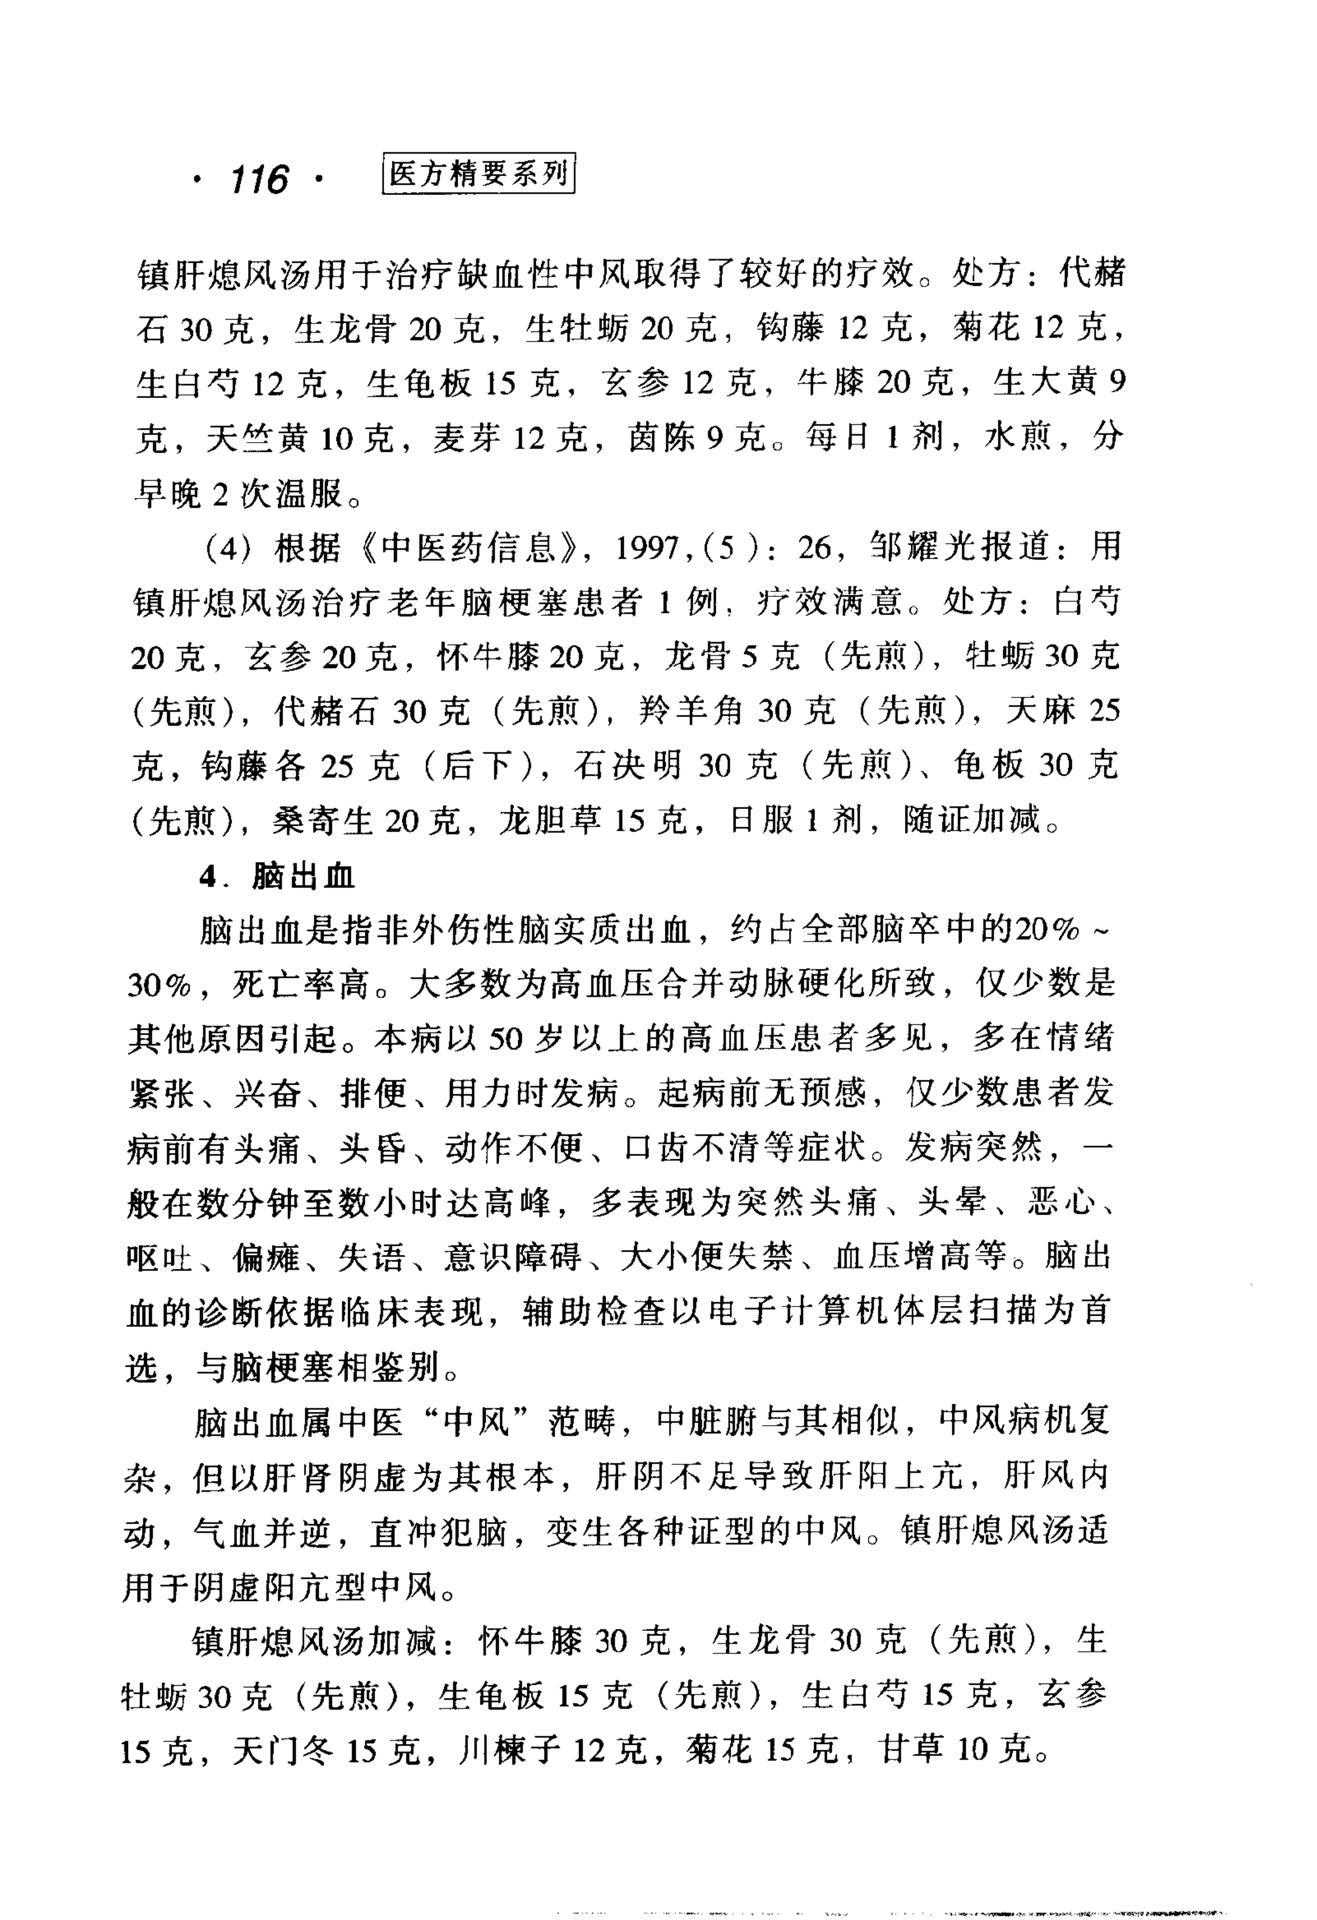 · 116 · 医方精要系列
镇肝熄风汤用于治疗缺血性中风取得了较好的疗效。处方：代赭
石 30 克，生龙骨 20 克，生牡蛎 20 克，钩藤 12 克，菊花 12 克，
生白芍 12 克，生龟板 15 克，玄参 12 克，牛膝 20 克，生大黄 9
克，天竺黄 10 克，麦芽 12 克，茵陈 9 克。每日 1 剂，水煎，分
早晚 2 次温服。
(4) 根据《中医药信息》，1997,(5)：26，邹耀光报道：用
镇肝熄风汤治疗老年脑梗塞患者 1 例，疗效满意。处方：白芍
20 克，玄参 20 克，怀牛膝 20 克，龙骨 5 克（先煎），牡蛎 30 克
（先煎），代赭石 30 克（先煎），羚羊角 30 克（先煎），天麻 25
克，钩藤各 25 克（后下），石决明 30 克（先煎）、龟板 30 克
（先煎），桑寄生 20 克，龙胆草 15 克，日服 1 剂，随证加减。
4．脑出血
脑出血是指非外伤性脑实质出血，约占全部脑卒中的20%～
30%，死亡率高。大多数为高血压合并动脉硬化所致，仅少数是
其他原因引起。本病以 50 岁以上的高血压患者多见，多在情绪
紧张、兴奋、排便、用力时发病。起病前无预感，仅少数患者发
病前有头痛、头昏、动作不便、口齿不清等症状。发病突然，一
般在数分钟至数小时达高峰，多表现为突然头痛、头晕、恶心、
呕吐、偏瘫、失语、意识障碍、大小便失禁、血压增高等。脑出
血的诊断依据临床表现，辅助检查以电子计算机体层扫描为首
选，与脑梗塞相鉴别。
脑出血属中医“中风”范畴，中脏腑与其相似，中风病机复
杂，但以肝肾阴虚为其根本，肝阴不足导致肝阳上亢，肝风内
动，气血并逆，直冲犯脑，变生各种证型的中风。镇肝熄风汤适
用于阴虚阳亢型中风。
镇肝熄风汤加减：怀牛膝 30 克，生龙骨 30 克（先煎），生
牡蛎 30 克（先煎），生龟板 15 克（先煎），生白芍 15 克，玄参
15 克，天门冬 15 克，川楝子 12 克，菊花 15 克，甘草 10 克。